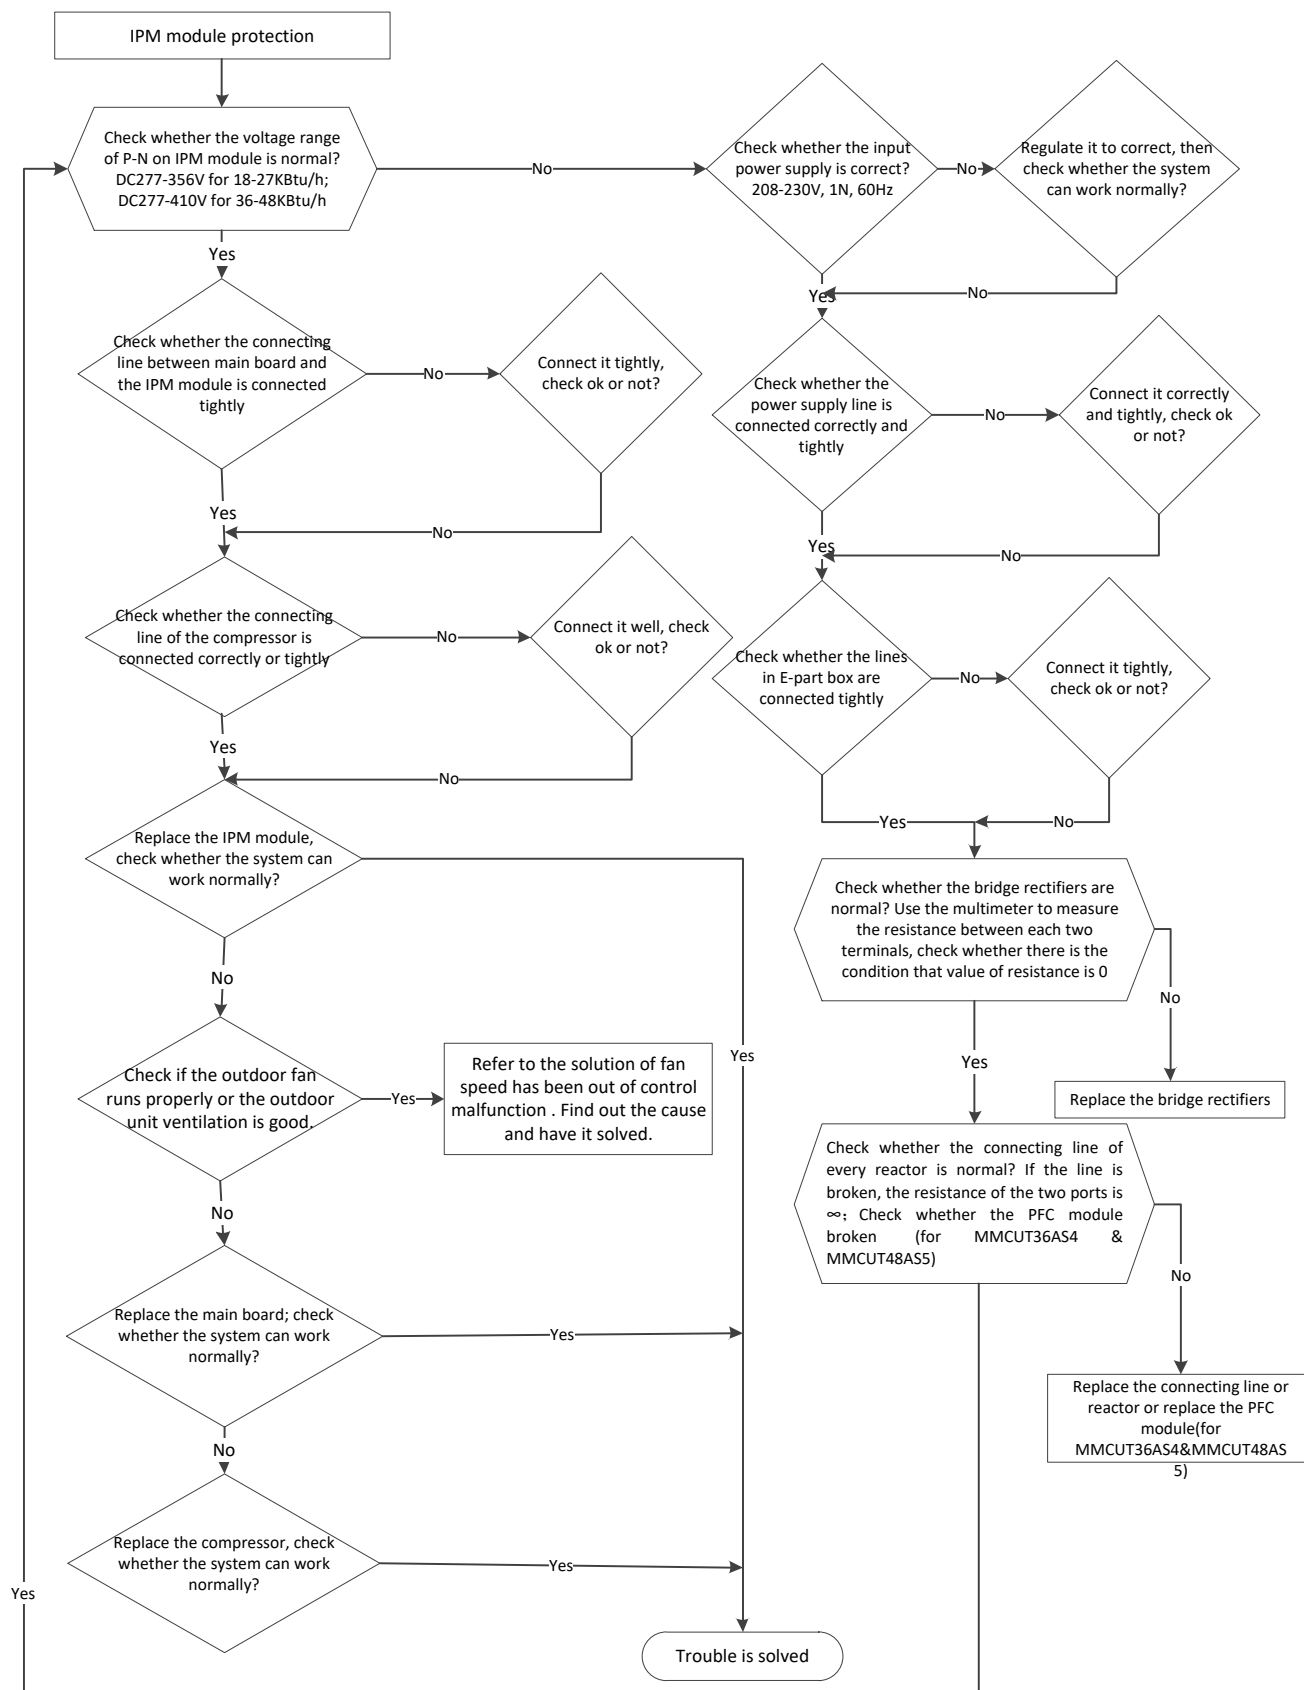 IPM module protection
Check whether the voltage range
of P-N on IPM module is normal?
DC277-356V for 18-27KBtu/h;
DC277-410V for 36-48KBtu/h
No
Check whether the input
power supply is correct?
208-230V, 1N, 60Hz
No
Regulate it to correct, then
check whether the system
can work normally?
Yes
Yes
No
Check whether the connecting
line between main board and
the IPM module is connected
tightly
No
Connect it tightly,
check ok or not?
Check whether the
power supply line is
connected correctly and
tightly
No
Connect it correctly
and tightly, check ok
or not?
Yes
No
Yes
No
Check whether the connecting
line of the compressor is
connected correctly or tightly
No
Connect it well, check
ok or not?
Check whether the lines
in E-part box are
connected tightly
No
Connect it tightly,
check ok or not?
Yes
No
Yes
No
Replace the IPM module,
check whether the system can
work normally?
Check whether the bridge rectifiers are
normal? Use the multimeter to measure
the resistance between each two
terminals, check whether there is the
condition that value of resistance is 0
No
No
Yes
Yes
Check if the outdoor fan
runs properly or the outdoor
unit ventilation is good.
Yes
Refer to the solution of fan
speed has been out of control
malfunction . Find out the cause
and have it solved.
Replace the bridge rectifiers
Check whether the connecting line of
every reactor is normal? If the line is
broken, the resistance of the two ports is
∞; Check whether the PFC module
broken (for MMCUT36AS4 &
MMCUT48AS5)
No
No
Replace the main board; check
whether the system can work
normally?
Yes
Replace the connecting line or
reactor or replace the PFC
module(for
MMCUT36AS4&MMCUT48AS
5)
No
Replace the compressor, check
whether the system can work
normally?
Yes
Yes
Trouble is solved